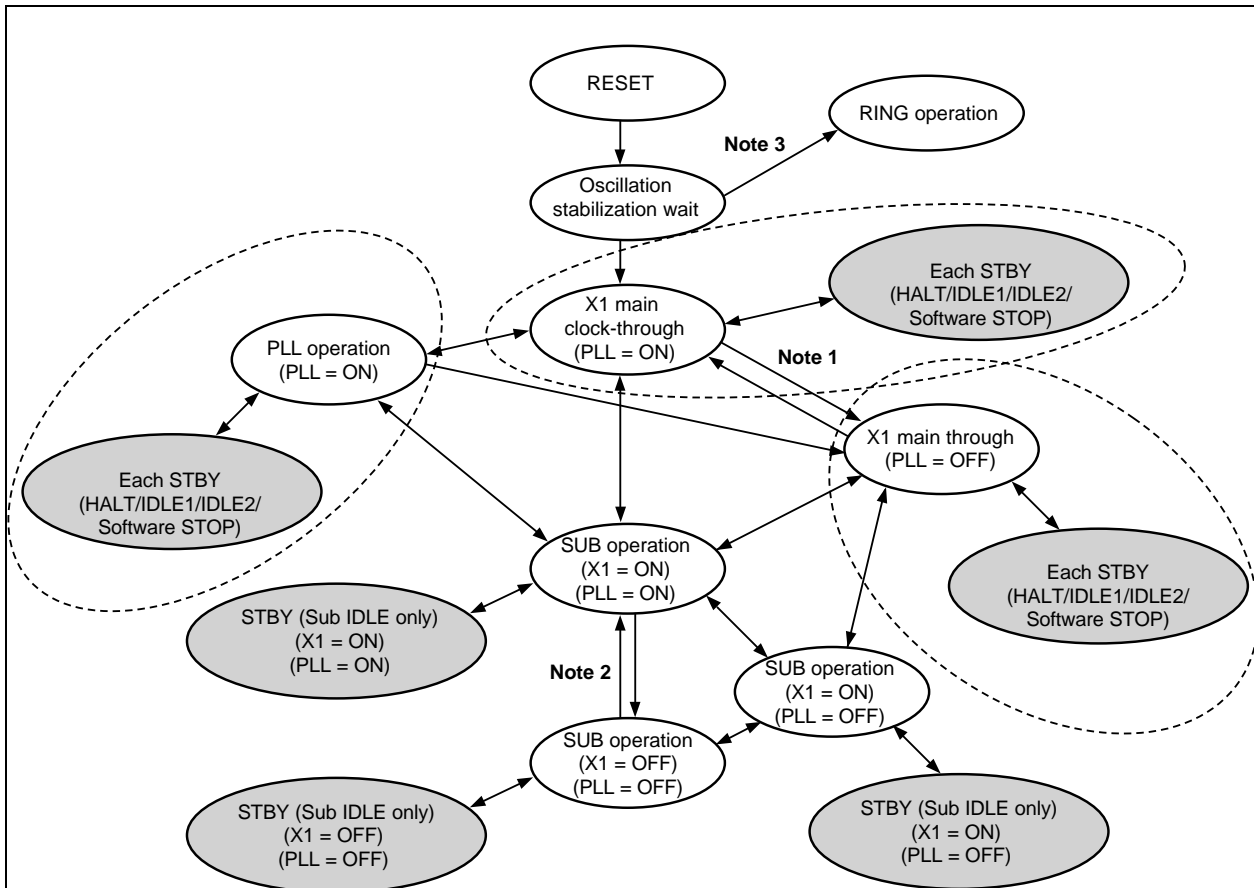 RESET
RING operation
Note 3
Oscillation
stabilization wait
Each STBY
(HALT/IDLE1/IDLE2/
Software STOP)
X1 main
clock-through
(PLL = ON)
Note 1
PLL operation
(PLL = ON)
X1 main through
(PLL = OFF)
Each STBY
(HALT/IDLE1/IDLE2/
Software STOP)
SUB operation
(X1 = ON)
(PLL = ON)
Each STBY
(HALT/IDLE1/IDLE2/
Software STOP)
STBY (Sub IDLE only)
(X1 = ON)
(PLL = ON)
Note 2
SUB operation
(X1 = ON)
(PLL = OFF)
SUB operation
(X1 = OFF)
(PLL = OFF)
STBY (Sub IDLE only)
(X1 = OFF)
(PLL = OFF)
STBY (Sub IDLE only)
(X1 = ON)
(PLL = OFF)